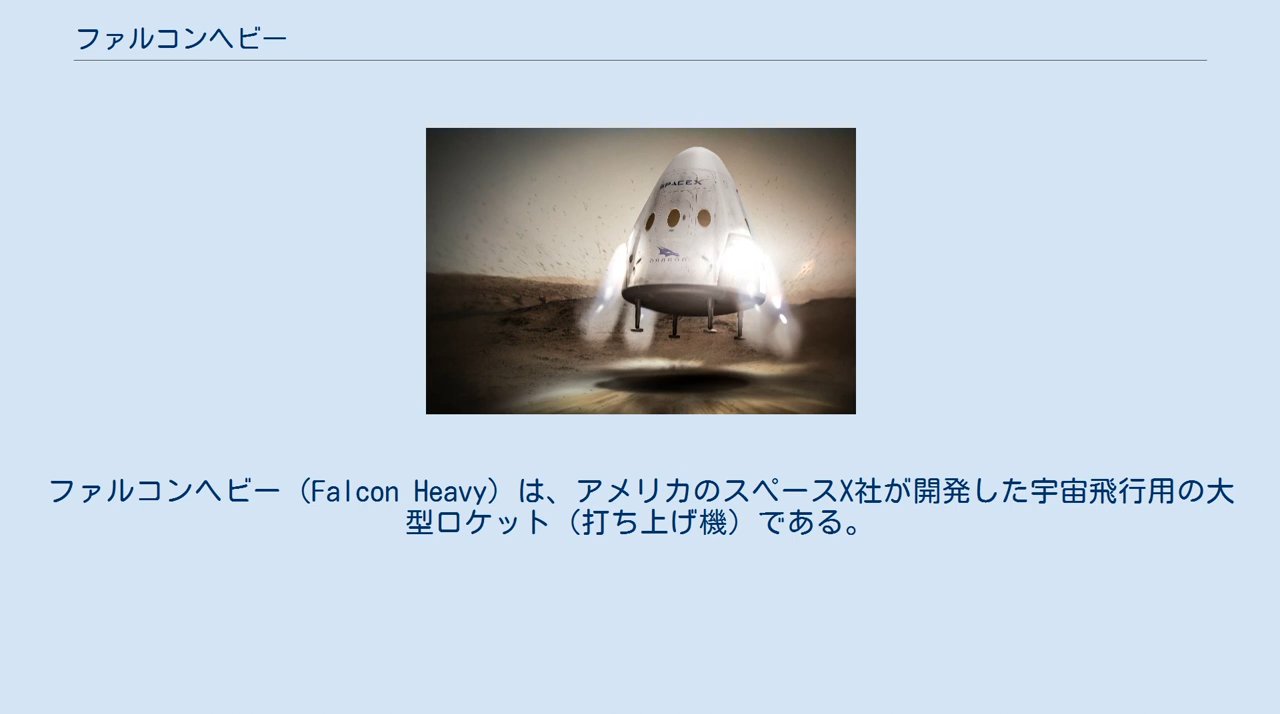 ファルコンヘビー
SPACEX
DRAGON
ファルコンヘビー（Falcon Heavy）は、アメリカのスペースX社が開発した宇宙飛行用の大
型ロケット（打ち上げ機）である。